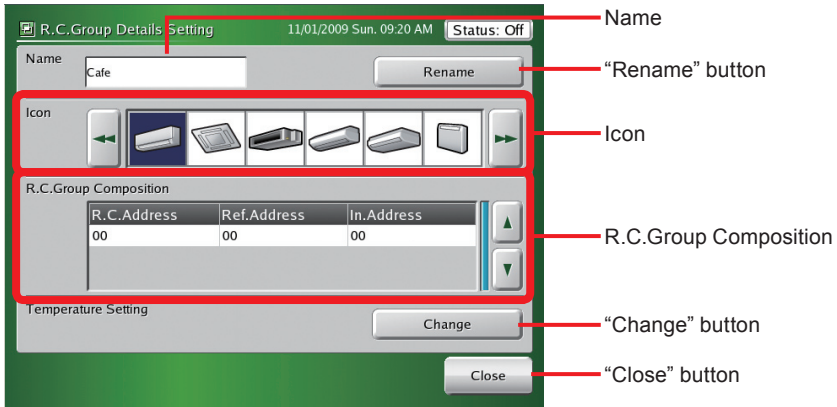 R.C.Group Details Setting 11/01/2009 Sun. 09:20 AM Status: Off
Name
Name
Cafe
Rename
“Rename” button
Icon
Icon
R.C.Group Composition
R.C.Address Ref.Address In.Address
00 00 00
R.C.Group Composition
Temperature Setting
Change
“Change” button
Close
“Close” button